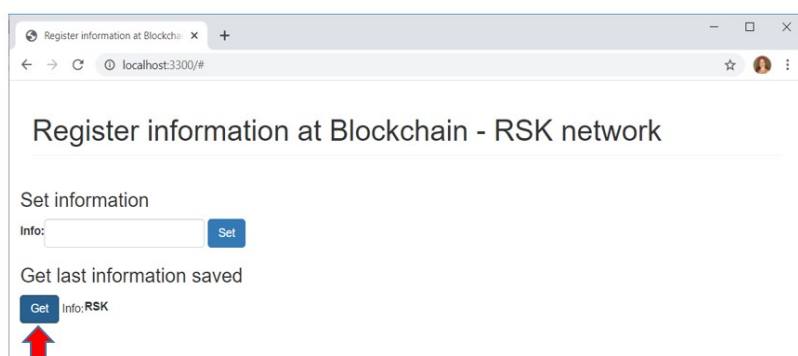 Register information at Blockcha
localhost:3300/#
Register information at Blockchain - RSK network
Set information
Info: Set
Get last information saved
Get Info: RSK